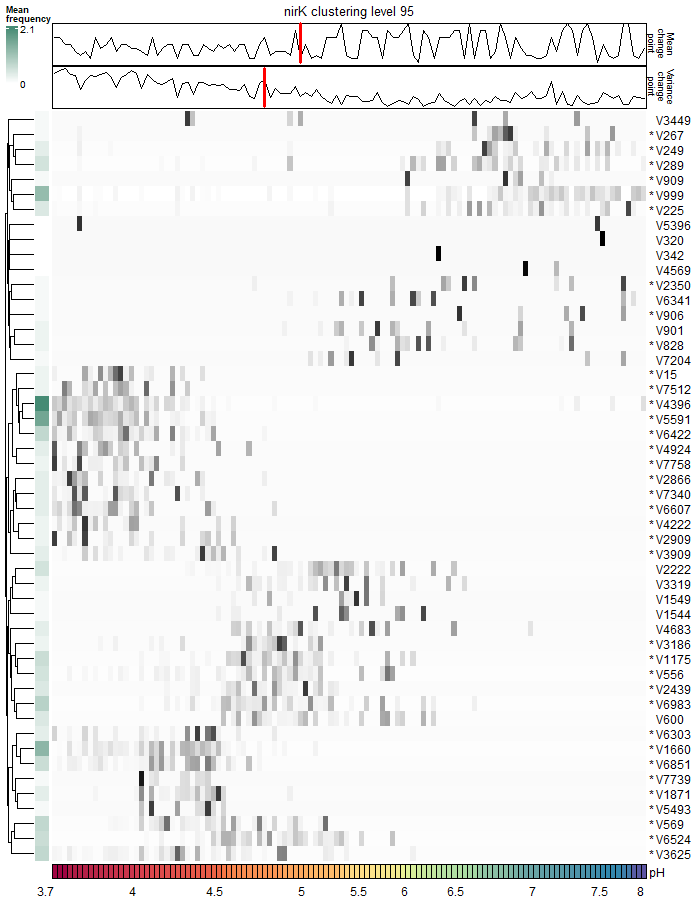 nirK clustering level 95
Mean
frequency
2.1
0
Mean
change
point
Variance
change
point
V3449
* V267
* V249
* V289
* V909
* V999
* V225
V5396
V320
V342
V4569
* V2350
V6341
* V906
V901
* V828
V7204
* V15
* V7512
* V4396
* V5591
* V6422
* V4924
* V7758
* V2866
* V7340
* V6607
* V4222
* V2909
* V3909
V2222
V3319
V1549
V1544
V4683
* V3186
* V1175
* V556
* V2439
* V6983
V600
* V6303
* V1660
* V6851
* V7739
* V1871
* V5493
* V569
* V6524
* V3625
pH
3.7 4 4.5 5 5.5 6 6.5 7 7.5 8